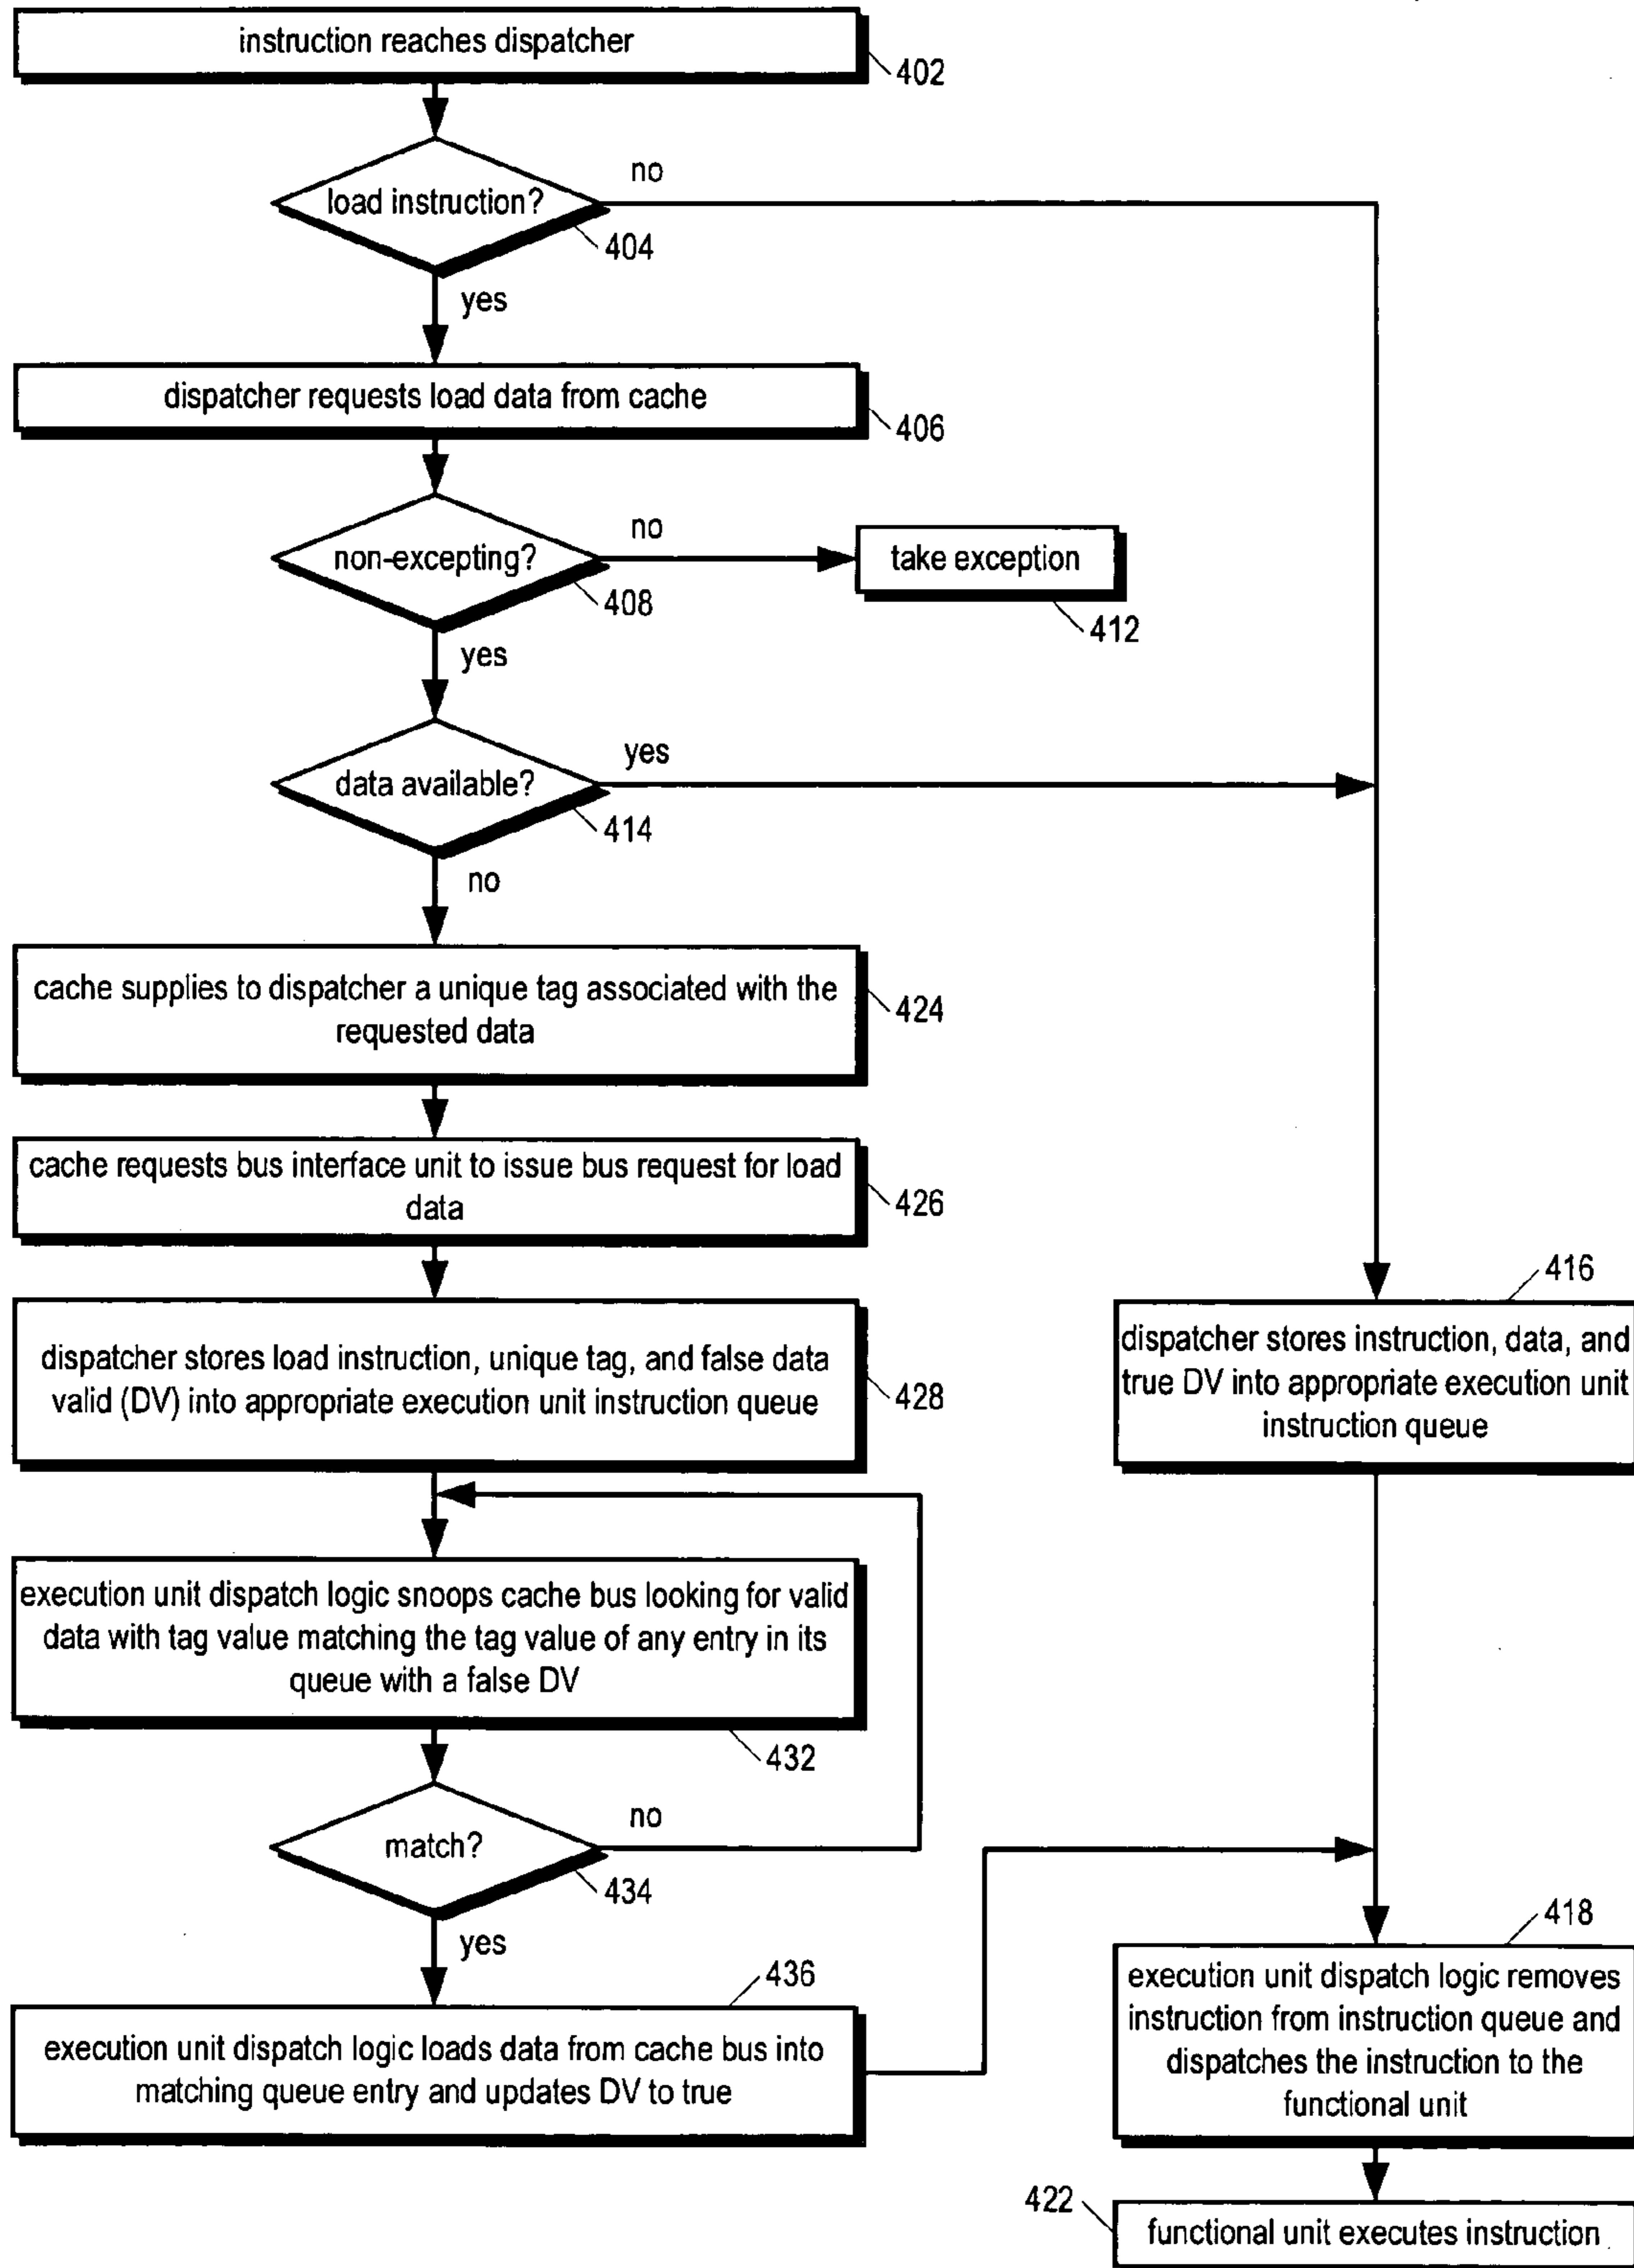 instruction reaches dispatcher
402
load instruction?
no
404
yes
dispatcher requests load data from cache
406
non-excepting?
no
take exception
408
412
yes
data available?
yes
414
no
cache supplies to dispatcher a unique tag associated with the
requested data
424
cache requests bus interface unit to issue bus request for load
data
426
dispatcher stores load instruction, unique tag, and false data
valid (DV) into appropriate execution unit instruction queue
428
416
dispatcher stores instruction, data, and
true DV into appropriate execution unit
instruction queue
execution unit dispatch logic snoops cache bus looking for valid
data with tag value matching the tag value of any entry in its
queue with a false DV
432
match?
no
434
yes
436
execution unit dispatch logic loads data from cache bus into
matching queue entry and updates DV to true
418
execution unit dispatch logic removes
instruction from instruction queue and
dispatches the instruction to the
functional unit
422
functional unit executes instruction